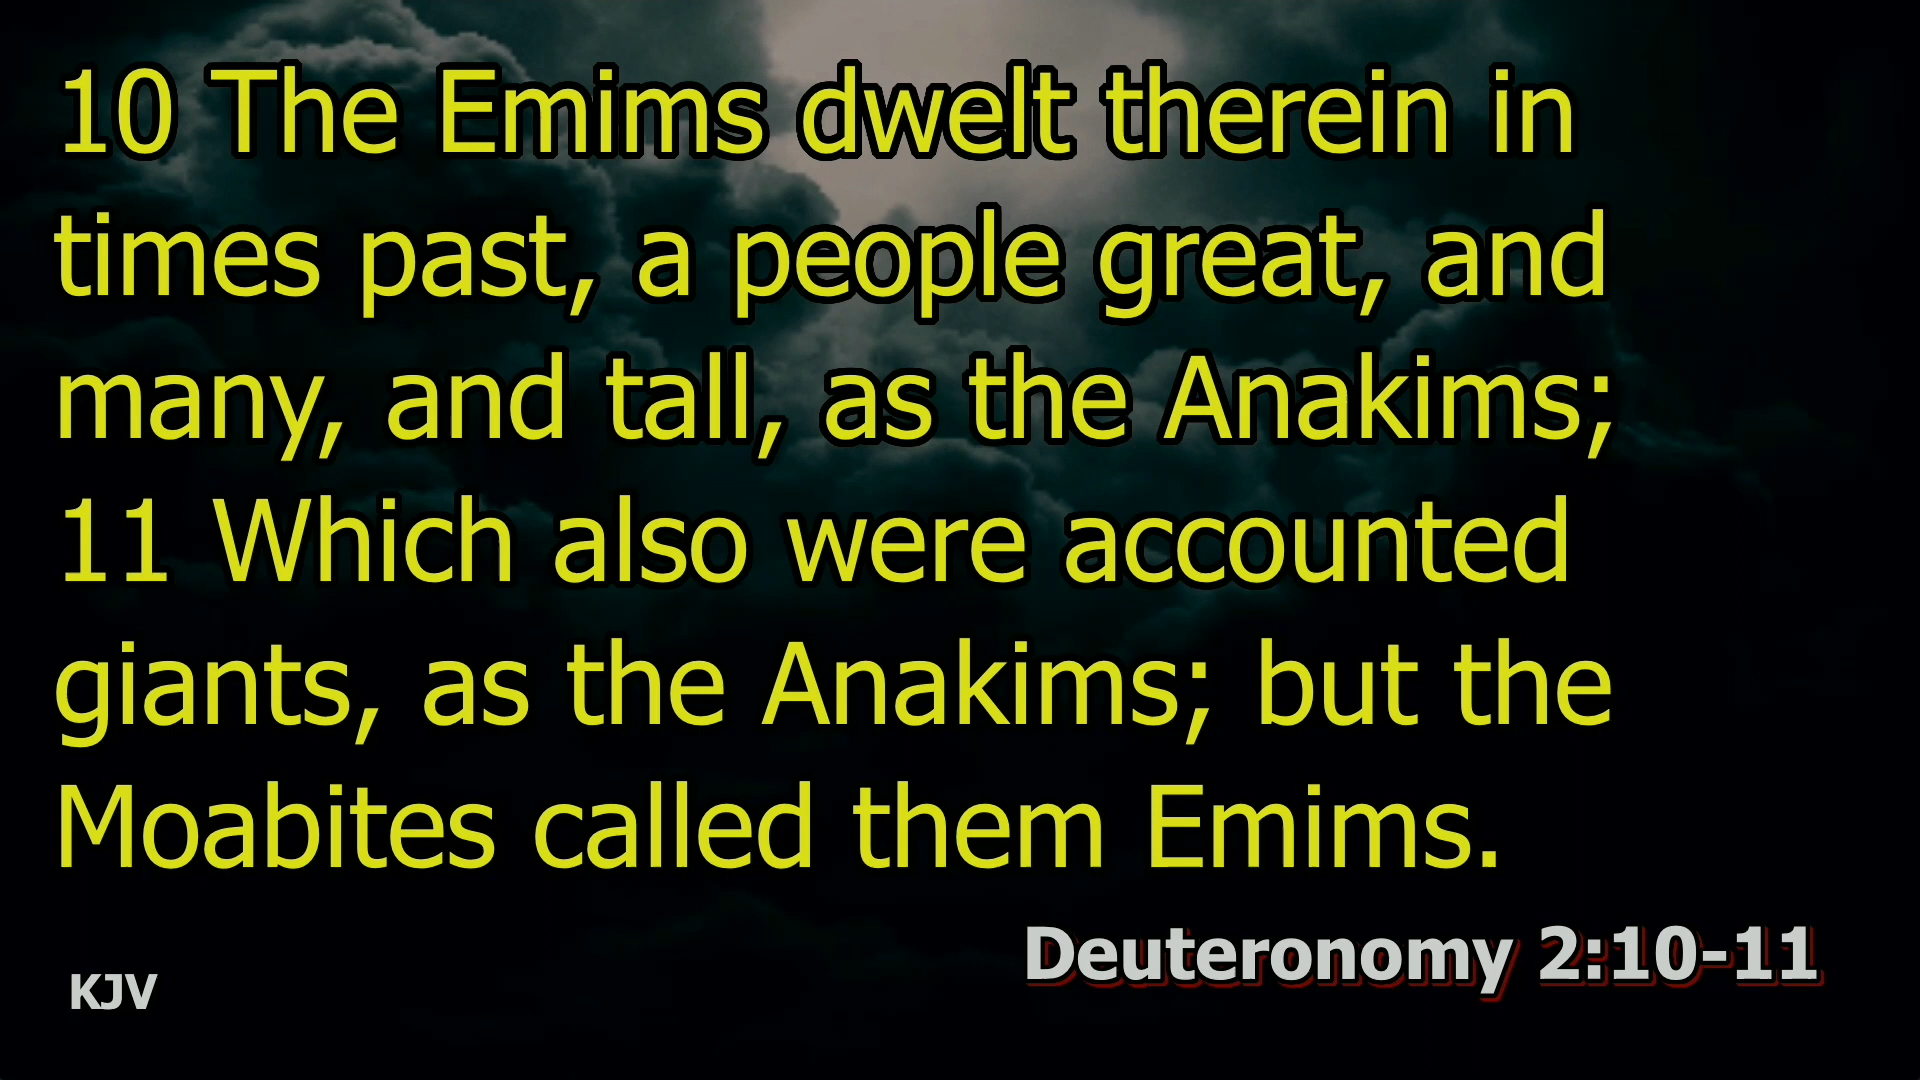 10 The Emims dwelt therein in
times past, a people great, and
many, and tall, as the Anakims;
11 Which also were accounted
giants, as the Anakims; but the
Moabites called them Emims.
Deuteronomy 2:10-11
KJV